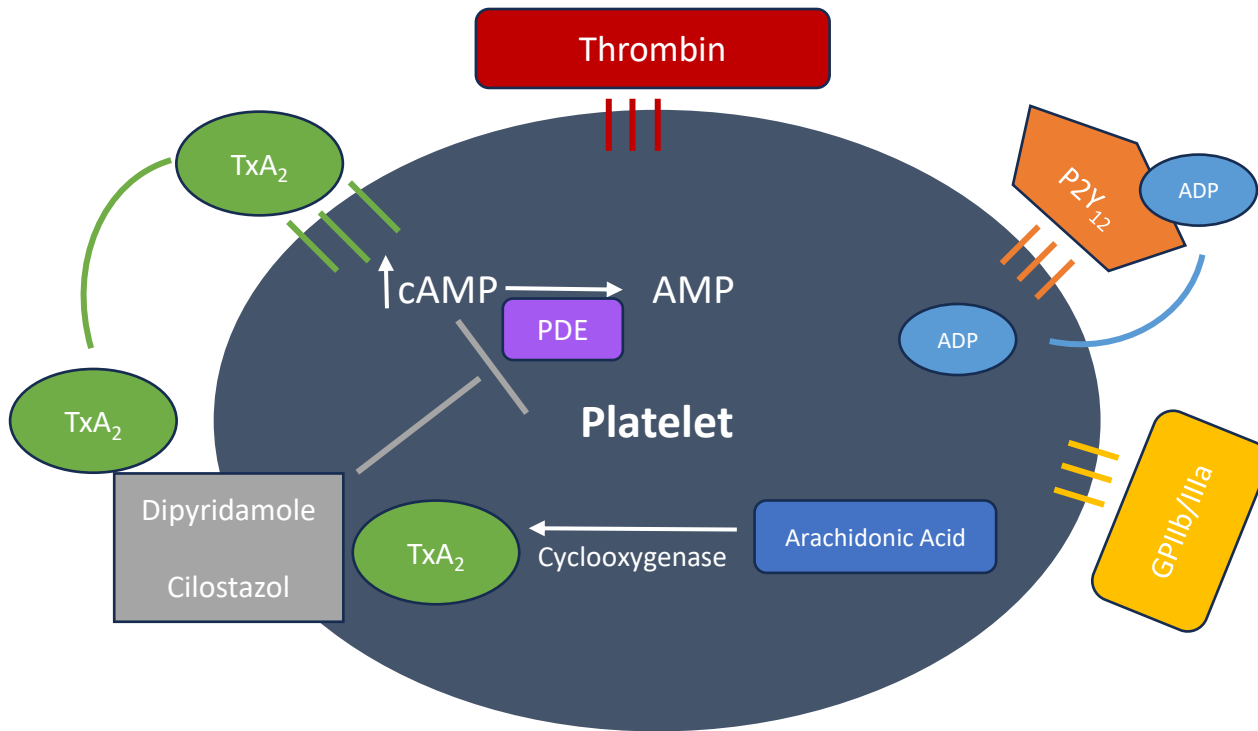 Thrombin
TxA₂
P2Y₁₂
ADP
cAMP
AMP
PDE
ADP
TxA₂
Platelet
GPIIb/IIIa
Dipyridamole
Cilostazol
TxA₂
Cyclooxygenase
Arachidonic Acid